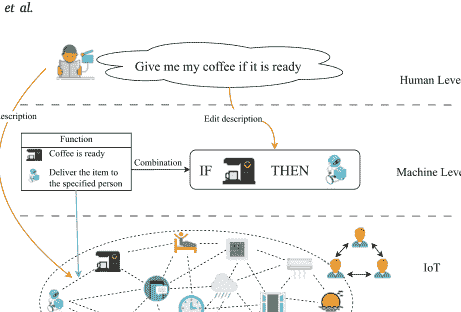 et al.
Give me my coffee if it is ready
Human Leve
escription
Edit description
Function
Coffee is ready
Deliver the item to
the specified person
Combination
IF
THEN
Machine Leve
IoT